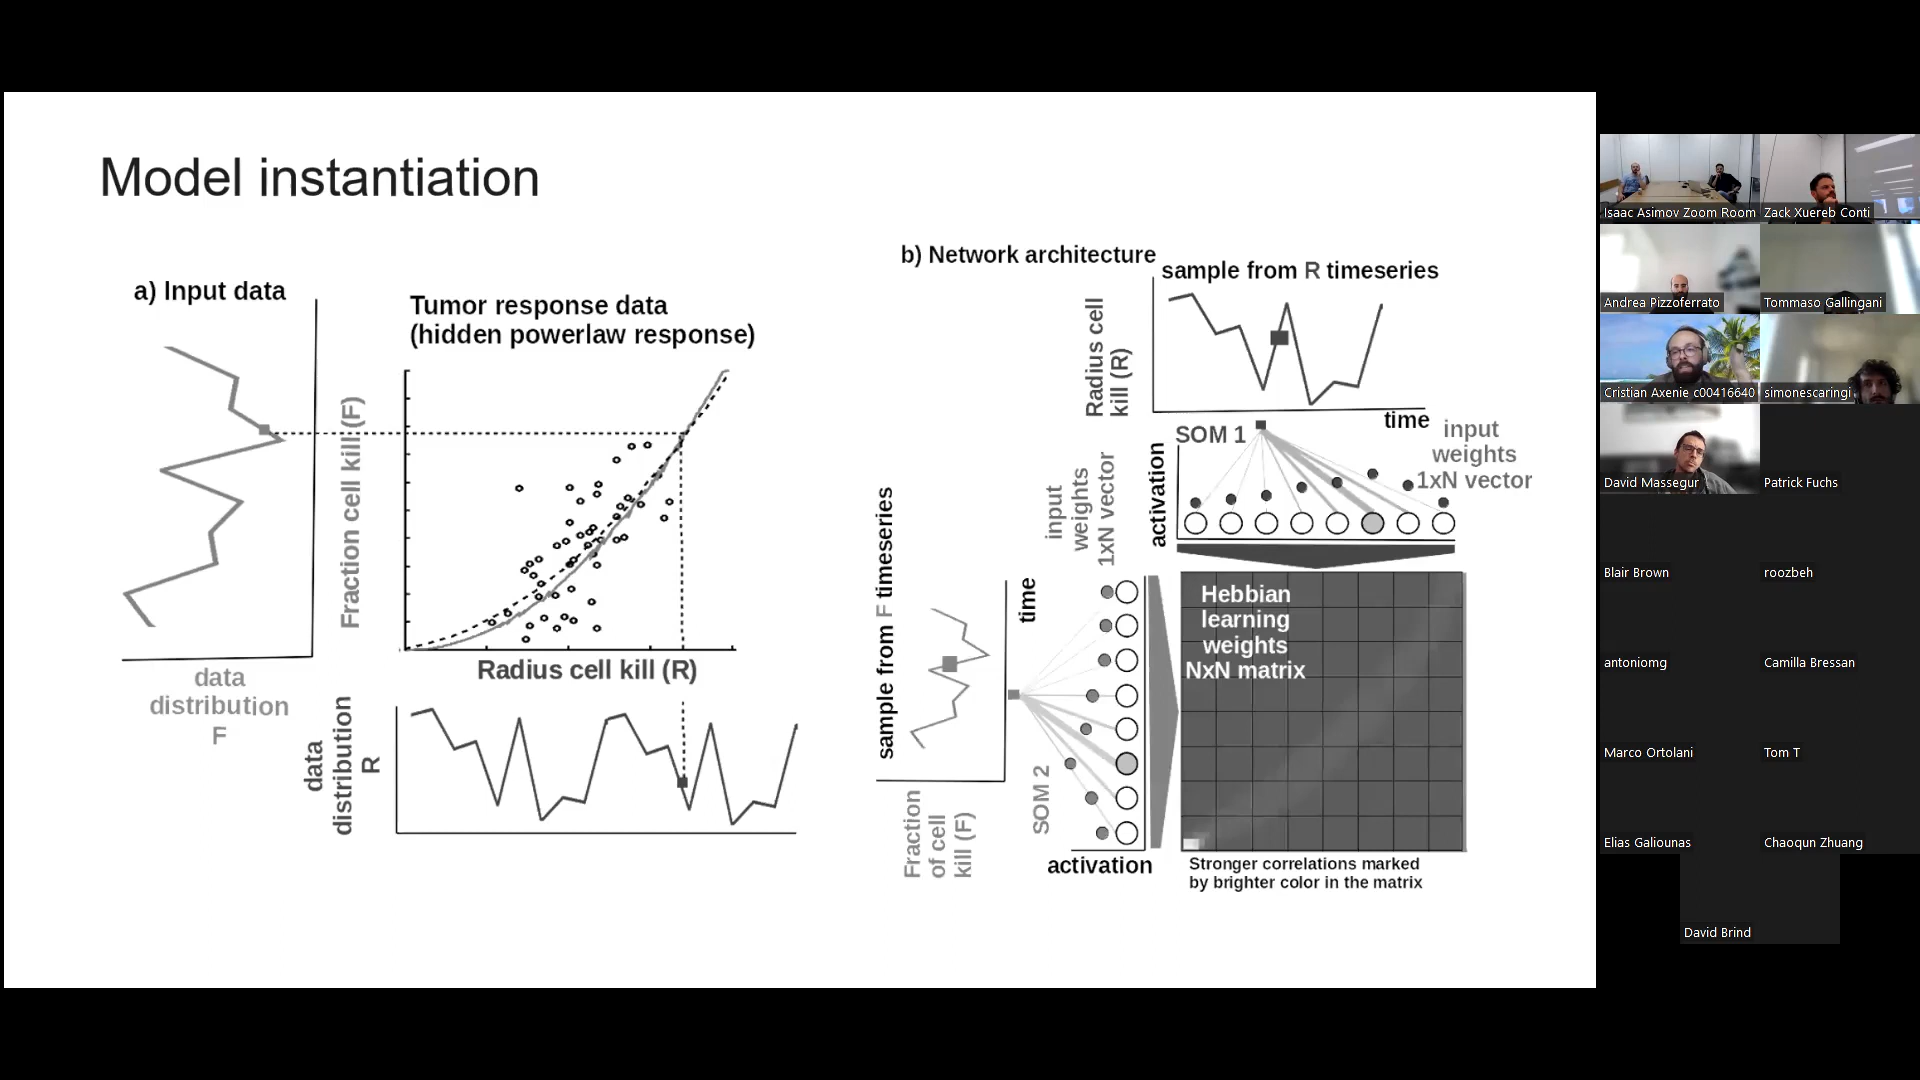 Model instantiation
a) Input data
Tumor response data
(hidden powerlaw response)
Fraction cell kill (F)
Radius cell kill (R)
data
distribution
F
data
distribution
R
b) Network architecture
sample from R timeseries
Radius cell
kill (R)
time
SOM 1
activation
input
weights
1xN vector
input
weights
1xN vector
sample from F timeseries
time
Fraction
of cell
kill (F)
SOM 2
activation
Hebbian
learning
weights
NxN matrix
Stronger correlations marked
by brighter color in the matrix
Isaac Asimov Zoom Room
Zack Xuereb Conti
Andrea Pizzoferrato
Tommaso Gallingani
Cristian Axenie c00416640
simonescaringi
David Massegur
Patrick Fuchs
Blair Brown
roozbeh
antoniomg
Camilla Bressan
Marco Ortolani
Tom T
Elias Galiounas
Chaoqun Zhuang
David Brind